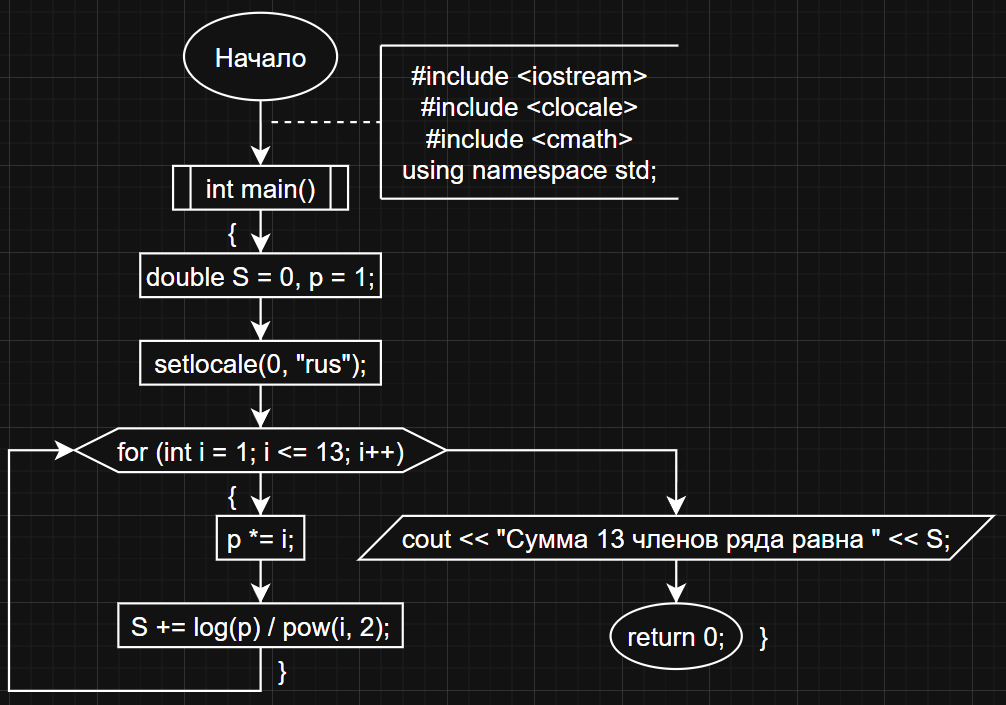 Начало
#include <iostream>
#include <clocale>
#include <cmath>
using namespace std;
int main()
{
double S = 0, p = 1;
setlocale(0, "rus");
for (int i = 1; i <= 13; i++)
{
p *= i;
S += log(p) / pow(i, 2);
}
cout << "Сумма 13 членов ряда равна " << S;
return 0;
}